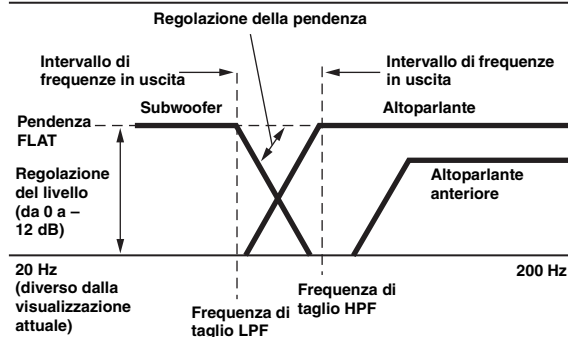 Regolazione della pendenza
Intervallo di
frequenze in uscita
Intervallo di frequenze
in uscita
Subwoofer
Altoparlante
Pendenza
FLAT
Regolazione
del livello
(da 0 a –
12 dB)
Altoparlante
anteriore
20 Hz
(diverso dalla
visualizzazione
attuale)
200 Hz
Frequenza di
taglio LPF
Frequenza di
taglio HPF